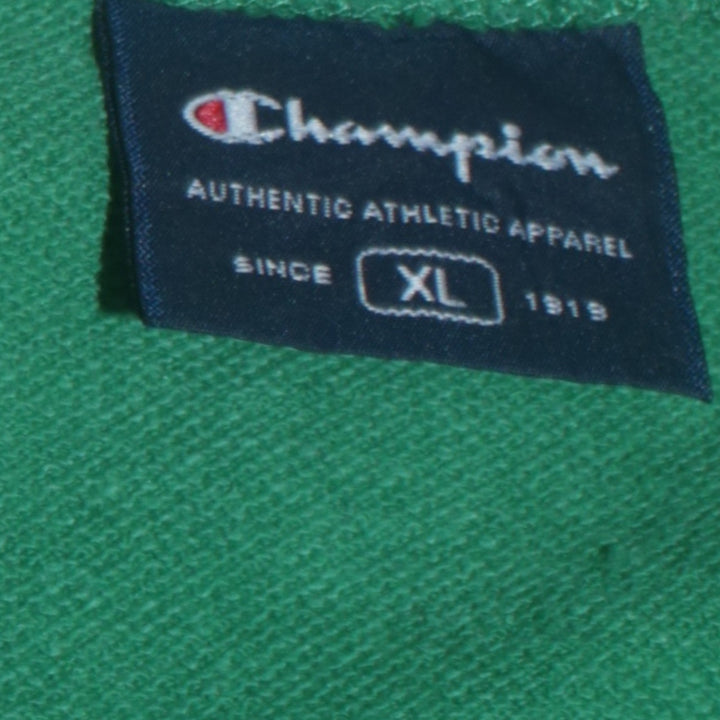 Champion
AUTHENTIC ATHLETIC APPAREL
SINCE XL 1919